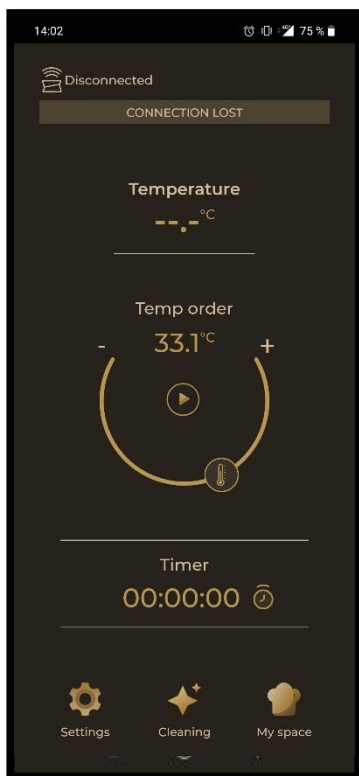 14:02
4G
75 %
Disconnected
CONNECTION LOST
Temperature
--.-°C
Temp order
- 33.1°C +
Timer
00:00:00
Settings Cleaning My space